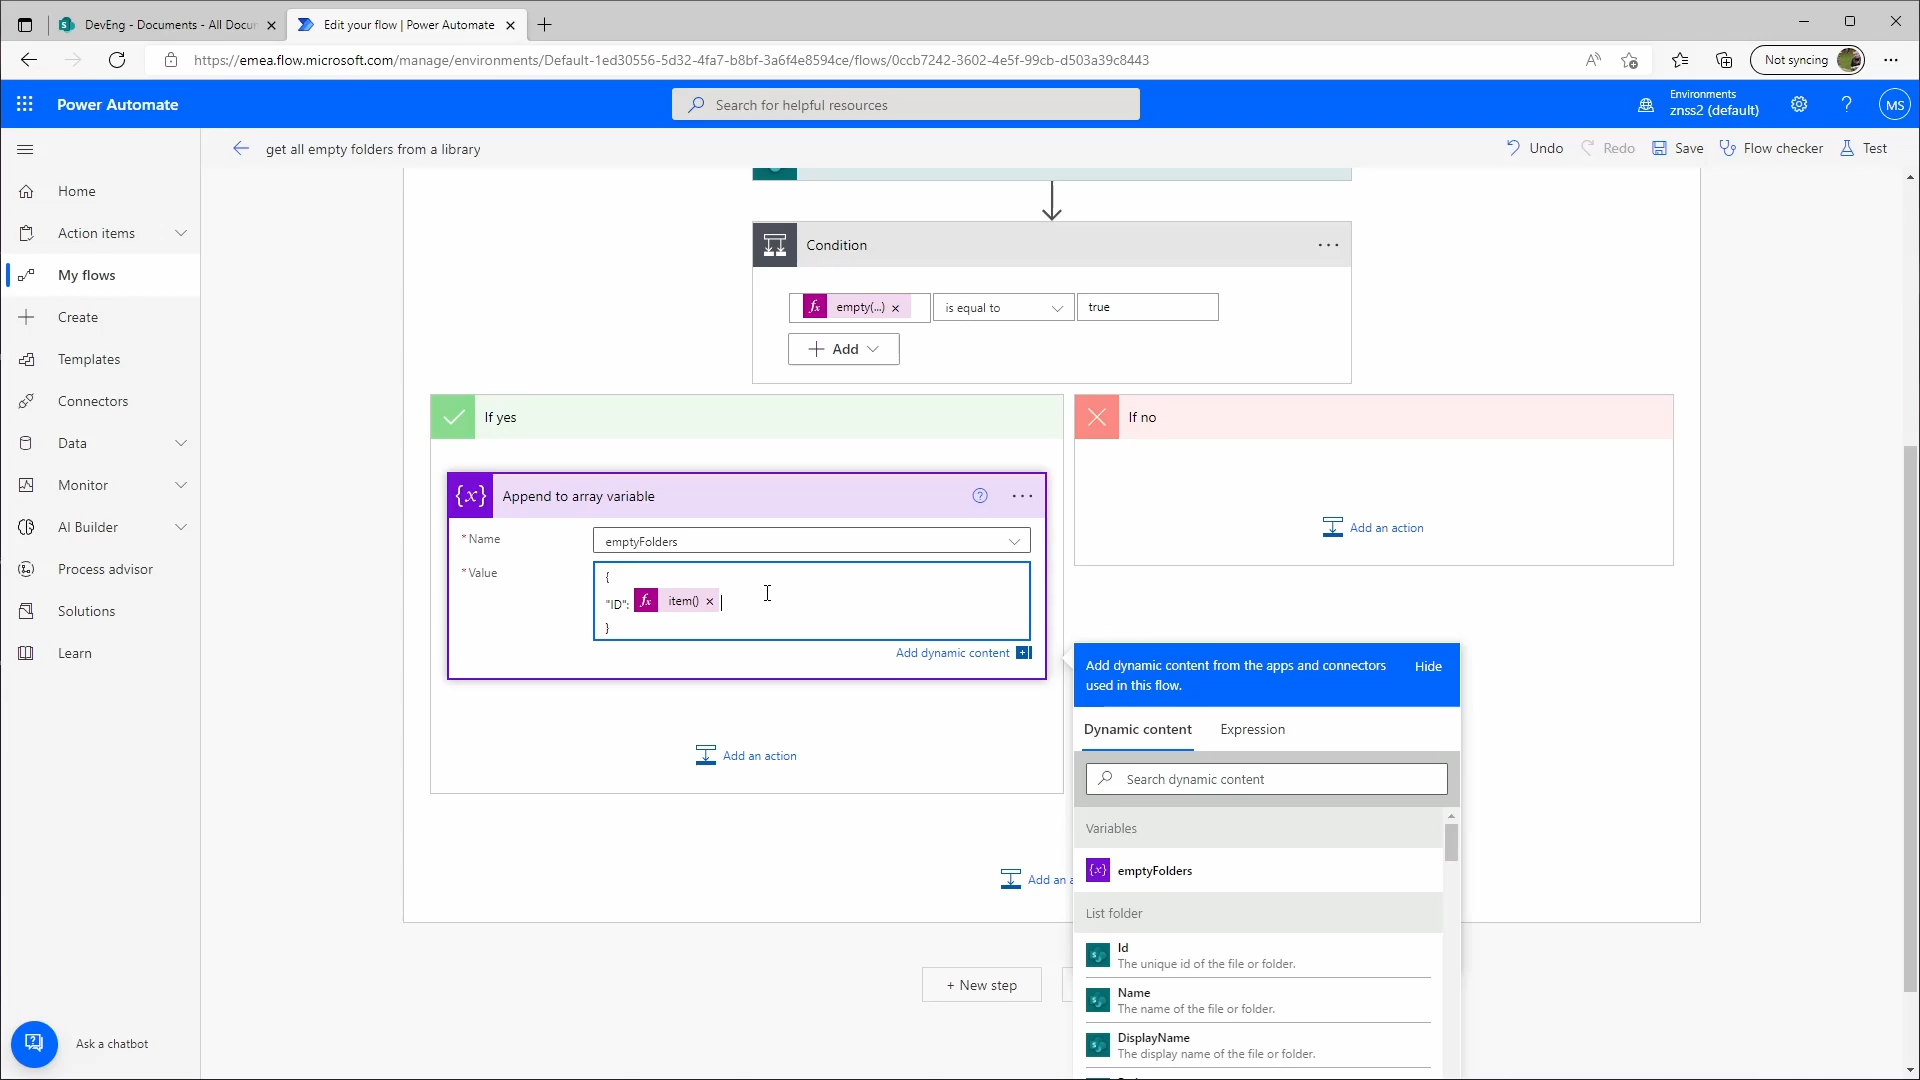 DevEng - Documents - All Docu
Edit your flow | Power Automate
https://emea.flow.microsoft.com/manage/environments/Default-1ed30556-5d32-4fa7-b8bf-3a6f4e8594ce/flows/0ccb7242-3602-4e5f-99cb-d503a39c8443
Not syncing
Power Automate
Search for helpful resources
Environments
znss2 (default)
?
MS
get all empty folders from a library
Undo
Redo
Save
Flow checker
Test
Home
Action items
My flows
Create
Templates
Connectors
Data
Monitor
AI Builder
Process advisor
Solutions
Learn
Ask a chatbot
Condition
fx empty(...)
is equal to
true
Add
If yes
If no
{x} Append to array variable
* Name
emptyFolders
* Value
{
"ID": fx item()
}
Add dynamic content
Add an action
Add an action
Add an a
+ New step
Add dynamic content from the apps and connectors
used in this flow.
Hide
Dynamic content
Expression
Search dynamic content
Variables
{x} emptyFolders
List folder
Id
The unique id of the file or folder.
Name
The name of the file or folder.
DisplayName
The display name of the file or folder.